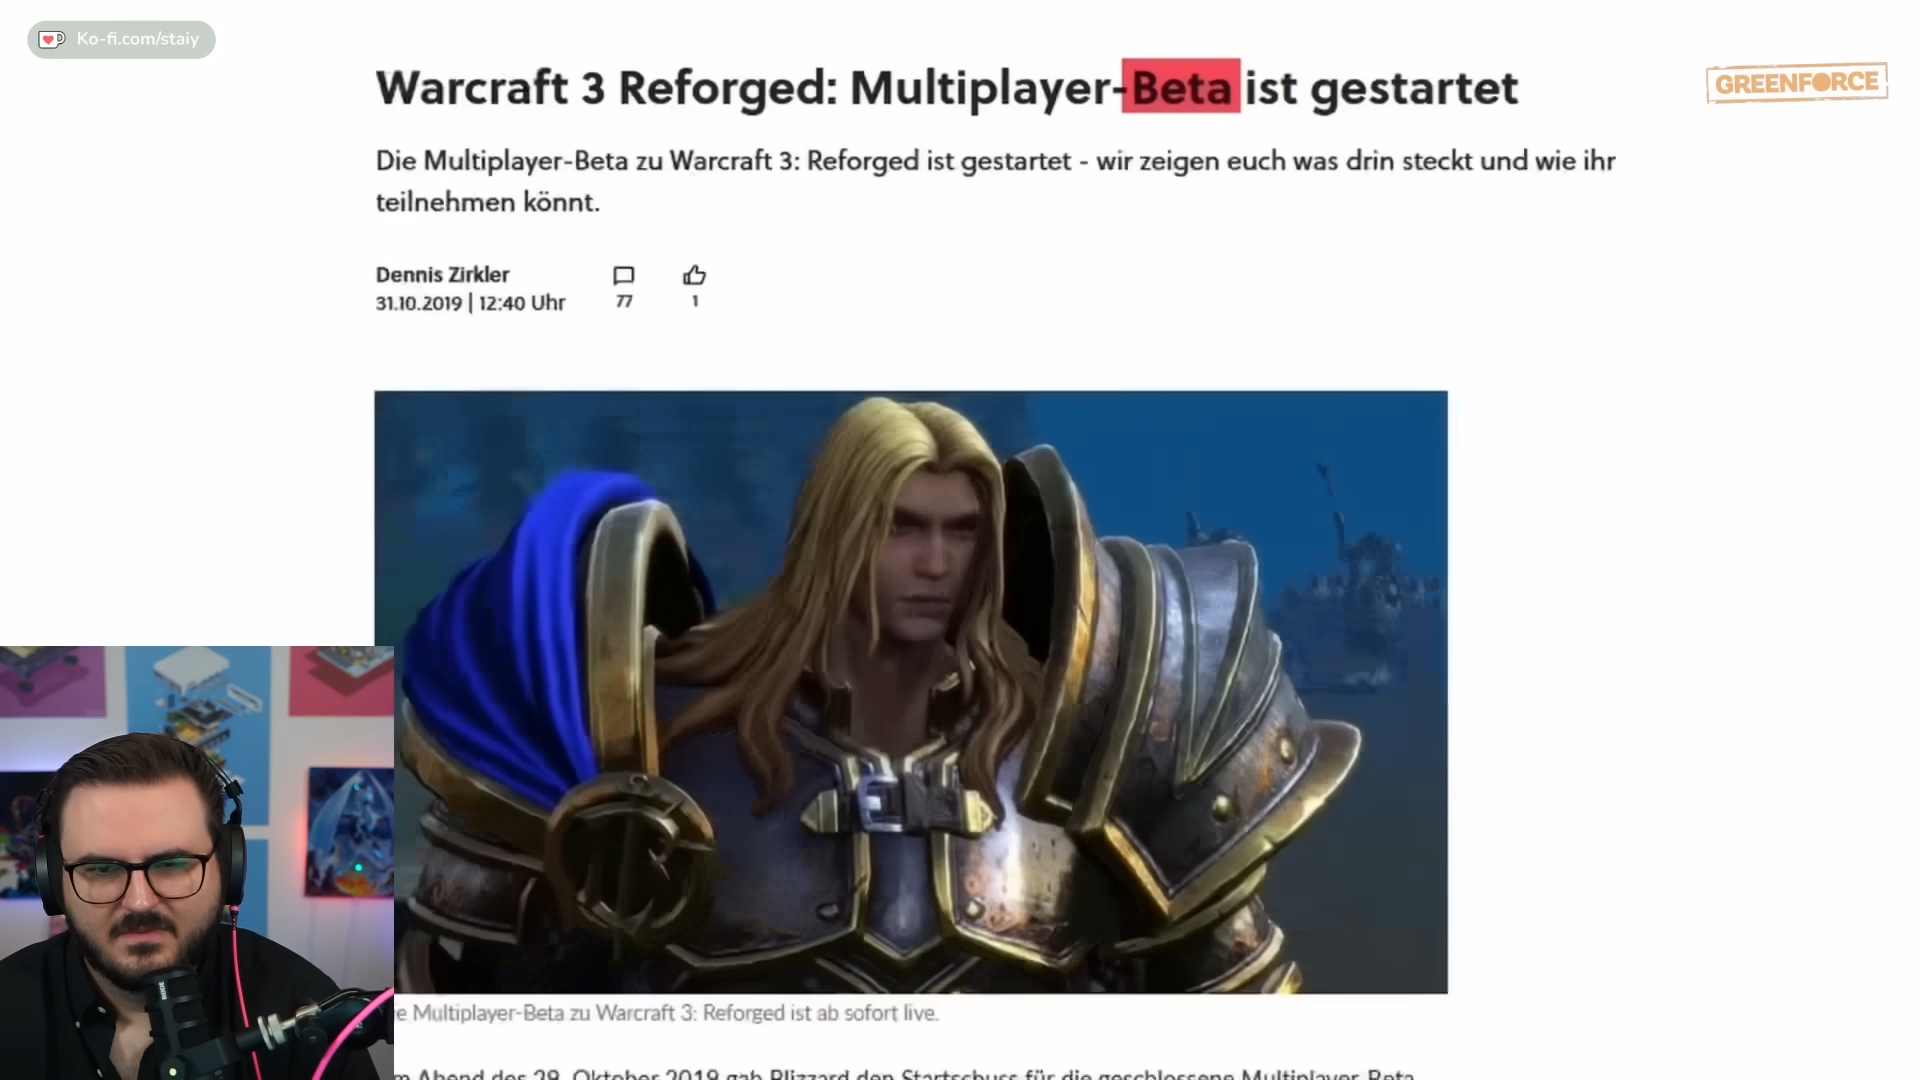 Ko-fi.com/staiy
GREENFORCE
Warcraft 3 Reforged: Multiplayer-Beta ist gestartet
Die Multiplayer-Beta zu Warcraft 3: Reforged ist gestartet - wir zeigen euch was drin steckt und wie ihr
teilnehmen könnt.
Dennis Zirkler
31.10.2019 | 12:40 Uhr
77
1
Multiplayer-Beta zu Warcraft 3: Reforged ist ab sofort live.
Abend des 29. Oktober 2019 gab Blizzard den Startschuss für die geschlossene Multiplayer-Beta